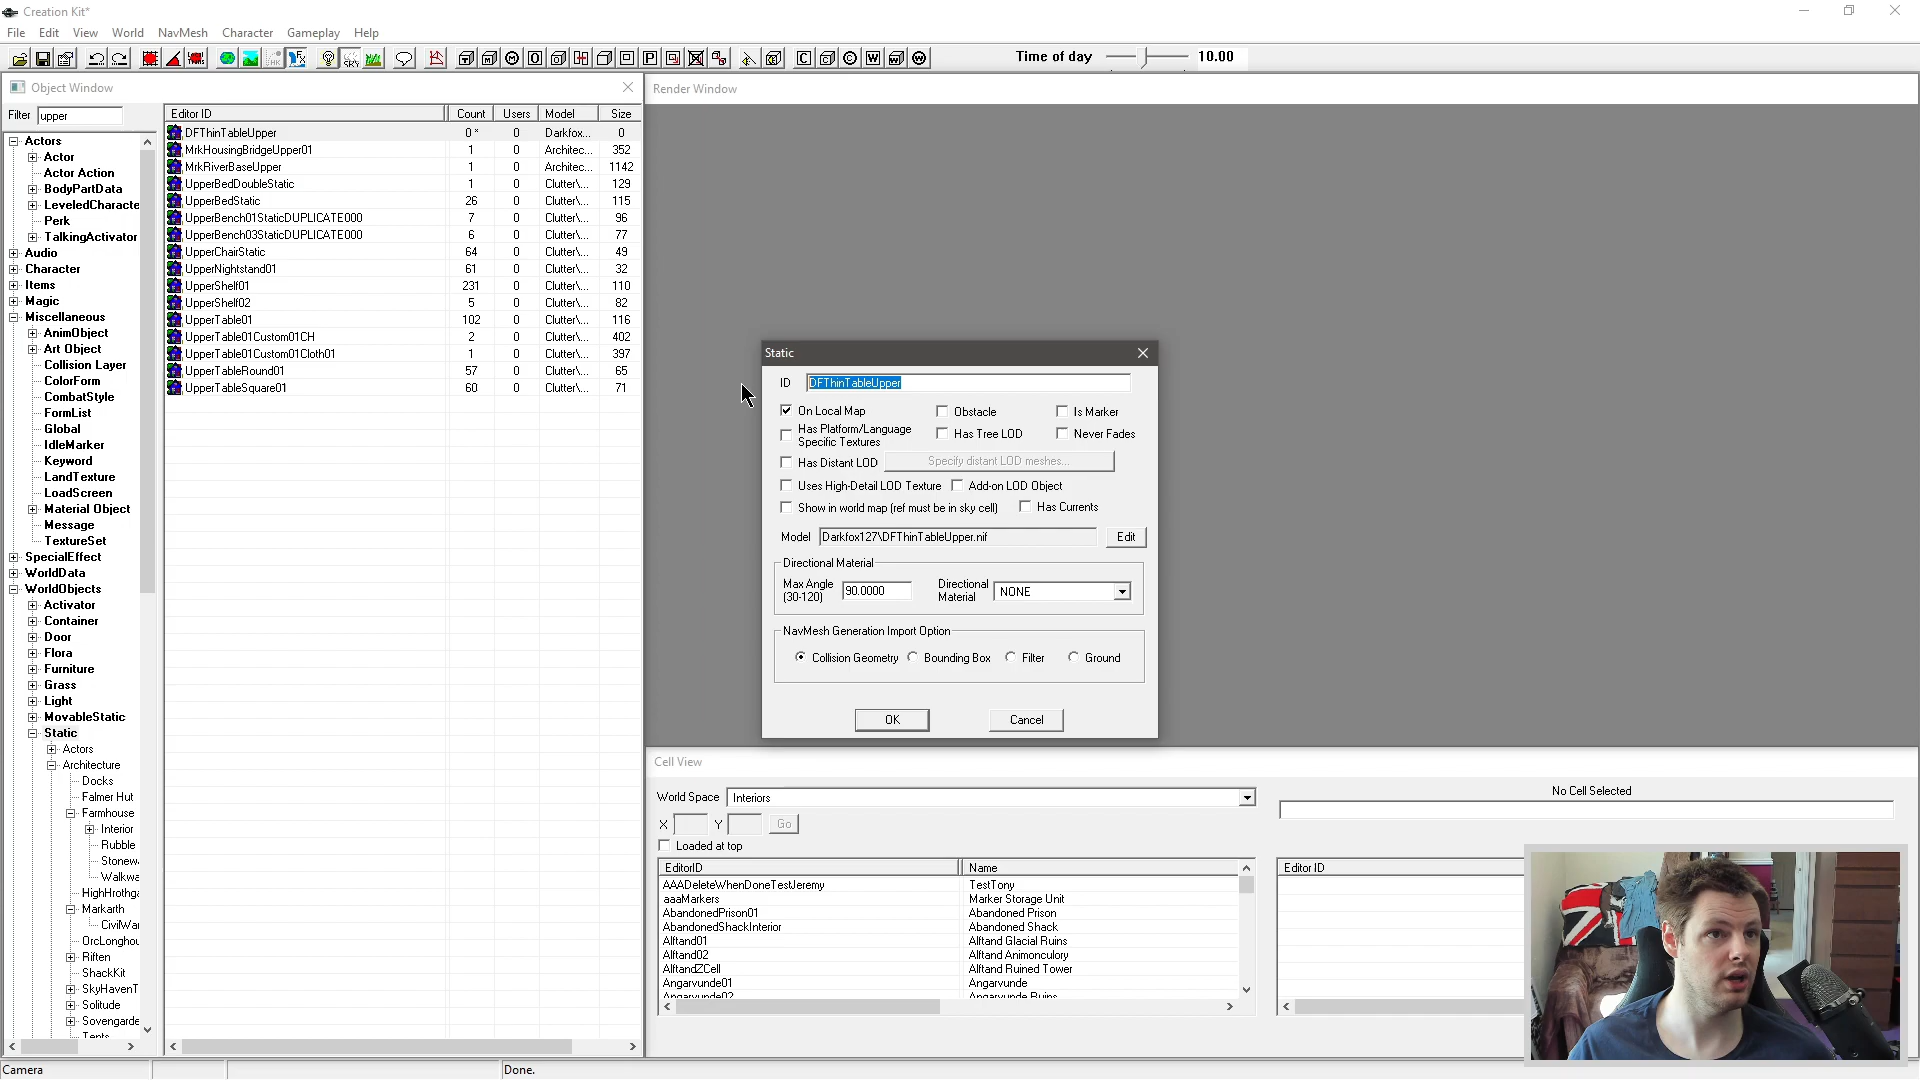 Creation Kit*
File Edit View World NavMesh Character Gameplay Help
Time of day 10.00
Object Window
Filter upper
Actors
Actor
Actor Action
BodyPartData
LeveledCharacte
Perk
TalkingActivator
Audio
Character
Items
Magic
Miscellaneous
AnimObject
Art Object
Collision Layer
ColorForm
CombatStyle
FormList
Global
IdleMarker
Keyword
LandTexture
LoadScreen
Material Object
Message
TextureSet
SpecialEffect
WorldData
WorldObjects
Activator
Container
Door
Flora
Furniture
Grass
Light
MovableStatic
Static
Actors
Architecture
Docks
Falmer Hut
Farmhouse
Interior
Rubble
Stonew
Walkwa
HighHrothga
Markarth
CivilWa
OrcLonghou
Riften
ShackKit
SkyHavenT
Solitude
Sovengarde
Tents
Editor ID Count Users Model Size
DFThinTableUpper 0 * 0 Darkfox... 0
MrkHousingBridgeUpper01 1 0 Architec... 352
MrkRiverBaseUpper 1 0 Architec... 1142
UpperBedDoubleStatic 1 0 Clutter\... 129
UpperBedStatic 26 0 Clutter\... 115
UpperBench01StaticDUPLICATE000 7 0 Clutter\... 96
UpperBench03StaticDUPLICATE000 6 0 Clutter\... 77
UpperChairStatic 64 0 Clutter\... 49
UpperNightstand01 61 0 Clutter\... 32
UpperShelf01 231 0 Clutter\... 110
UpperShelf02 5 0 Clutter\... 82
UpperTable01 102 0 Clutter\... 116
UpperTable01Custom01CH 2 0 Clutter\... 402
UpperTable01Custom01Cloth01 1 0 Clutter\... 397
UpperTableRound01 57 0 Clutter\... 65
UpperTableSquare01 60 0 Clutter\... 71
Render Window
Static
ID DFThinTableUpper
On Local Map Obstacle Is Marker
Has Platform/Language
Specific Textures Has Tree LOD Never Fades
Has Distant LOD Specify distant LOD meshes...
Uses High-Detail LOD Texture Add-on LOD Object
Show in world map (ref must be in sky cell) Has Currents
Model Darkfox127\DFThinTableUpper.nif Edit
Directional Material
Max Angle
(30-120) 90.0000 Directional
Material NONE
NavMesh Generation Import Option
Collision Geometry Bounding Box Filter Ground
OK Cancel
Cell View
World Space Interiors
X Y Go
Loaded at top
No Cell Selected
EditorID Name
AAADeleteWhenDoneTestJeremy TestTony
aaaMarkers Marker Storage Unit
AbandonedPrison01 Abandoned Prison
AbandonedShackInterior Abandoned Shack
Alftand01 Alftand Glacial Ruins
Alftand02 Alftand Animonculory
AlftandZCell Alftand Ruined Tower
Angarvunde01 Angarvunde
Angarvunde02 Angarvunde Ruins
Editor ID
Camera
Done.